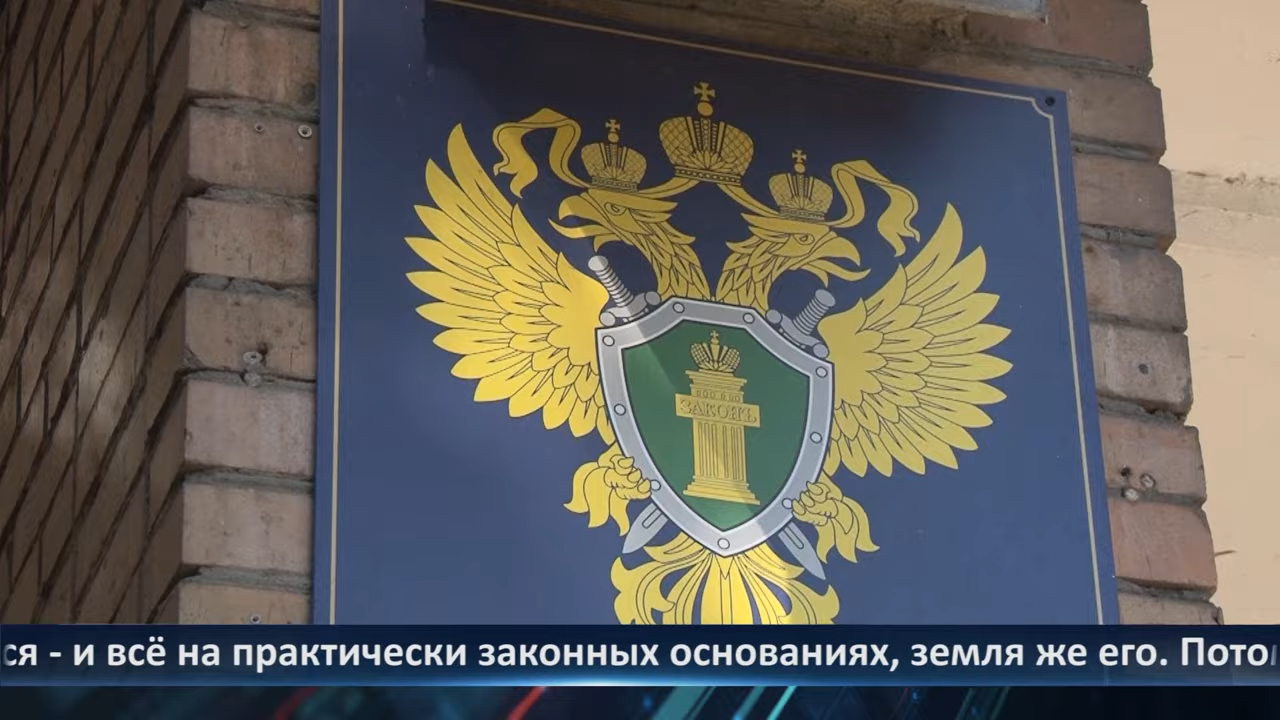 ЗАКОНЪ
ся - и всё на практически законных основаниях, земля же его. Пото